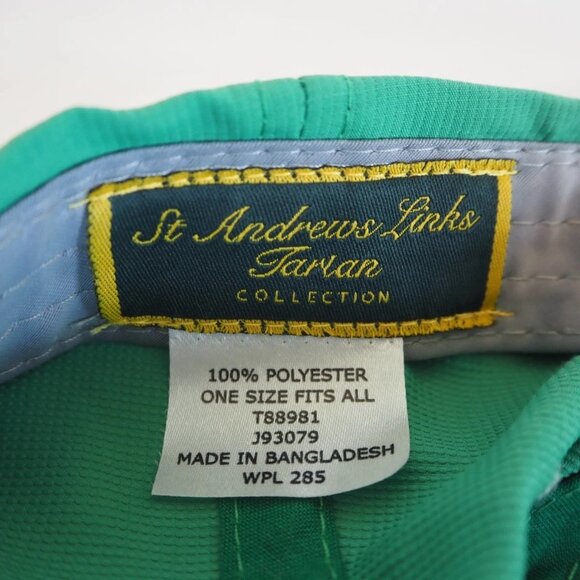 St Andrews Links
Tartan
COLLECTION
100% POLYESTER
ONE SIZE FITS ALL
T88981
J93079
MADE IN BANGLADESH
WPL 285